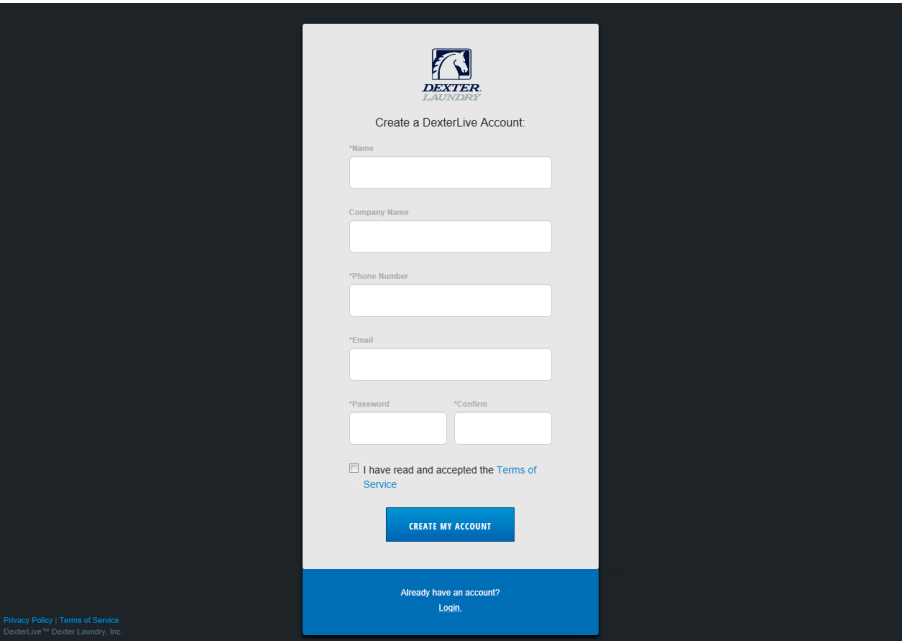 DEXTER
LAUNDRY
Create a DexterLive Account:
*Name
Company Name
*Phone Number
*Email
*Password *Confirm
I have read and accepted the Terms of
Service
CREATE MY ACCOUNT
Already have an account?
Login.
Privacy Policy | Terms of Service
DexterLive™ Dexter Laundry, Inc.